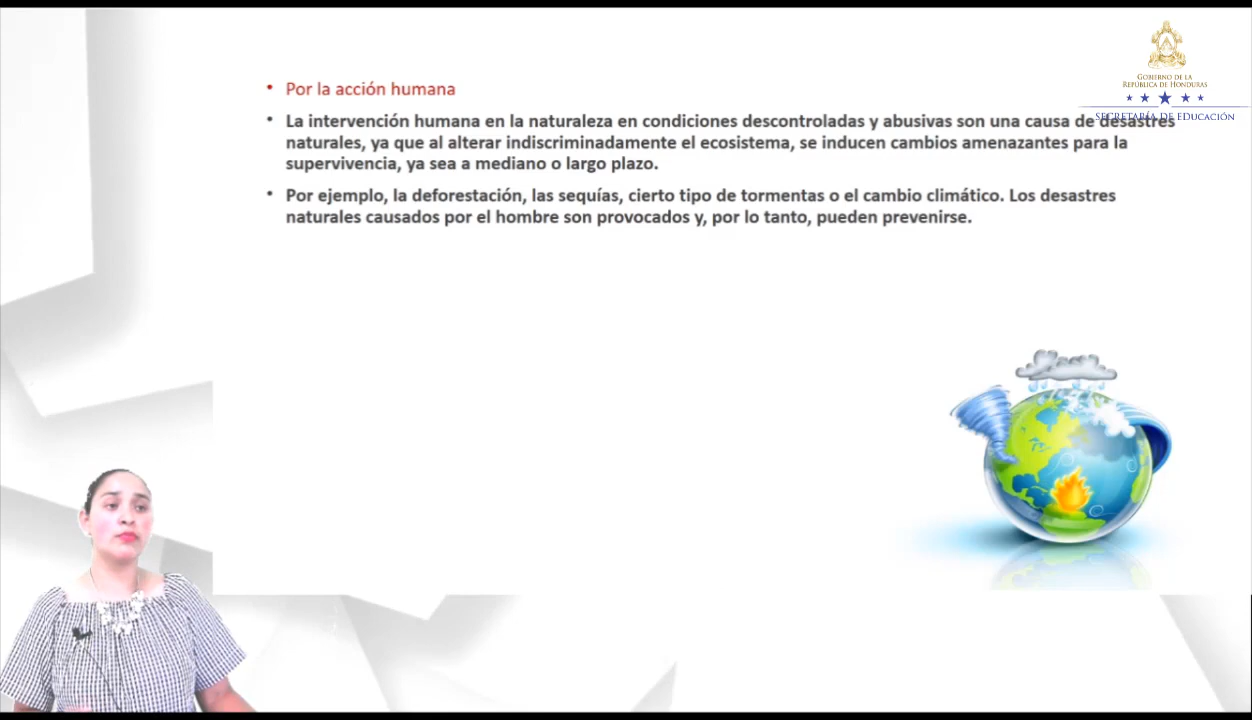 GOBIERNO DE LA
REPÚBLICA DE HONDURAS
SECRETARÍA DE EDUCACIÓN
• Por la acción humana
• La intervención humana en la naturaleza en condiciones descontroladas y abusivas son una causa de desastres
naturales, ya que al alterar indiscriminadamente el ecosistema, se inducen cambios amenazantes para la
supervivencia, ya sea a mediano o largo plazo.
• Por ejemplo, la deforestación, las sequías, cierto tipo de tormentas o el cambio climático. Los desastres
naturales causados por el hombre son provocados y, por lo tanto, pueden prevenirse.